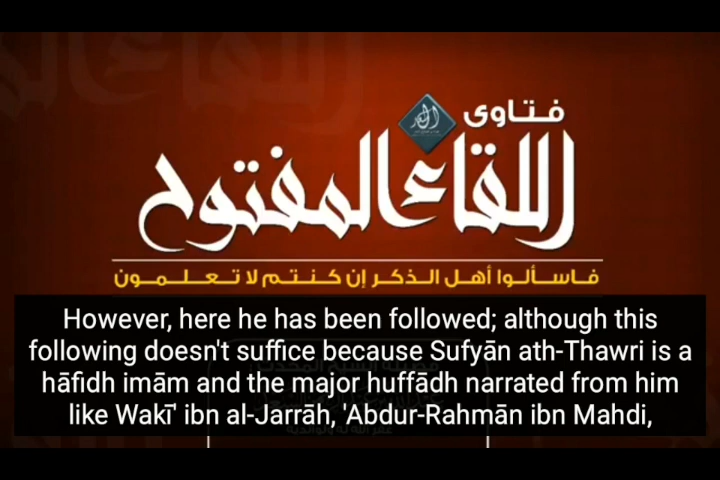 فتاوى
اللقاء المفتوح
فاسألوا أهل الذكر إن كنتم لا تعلمون
However, here he has been followed; although this
following doesn't suffice because Sufyān ath-Thawri is a
hāfidh imām and the major huffādh narrated from him
like Wakī' ibn al-Jarrāh, 'Abdur-Rahmān ibn Mahdi,